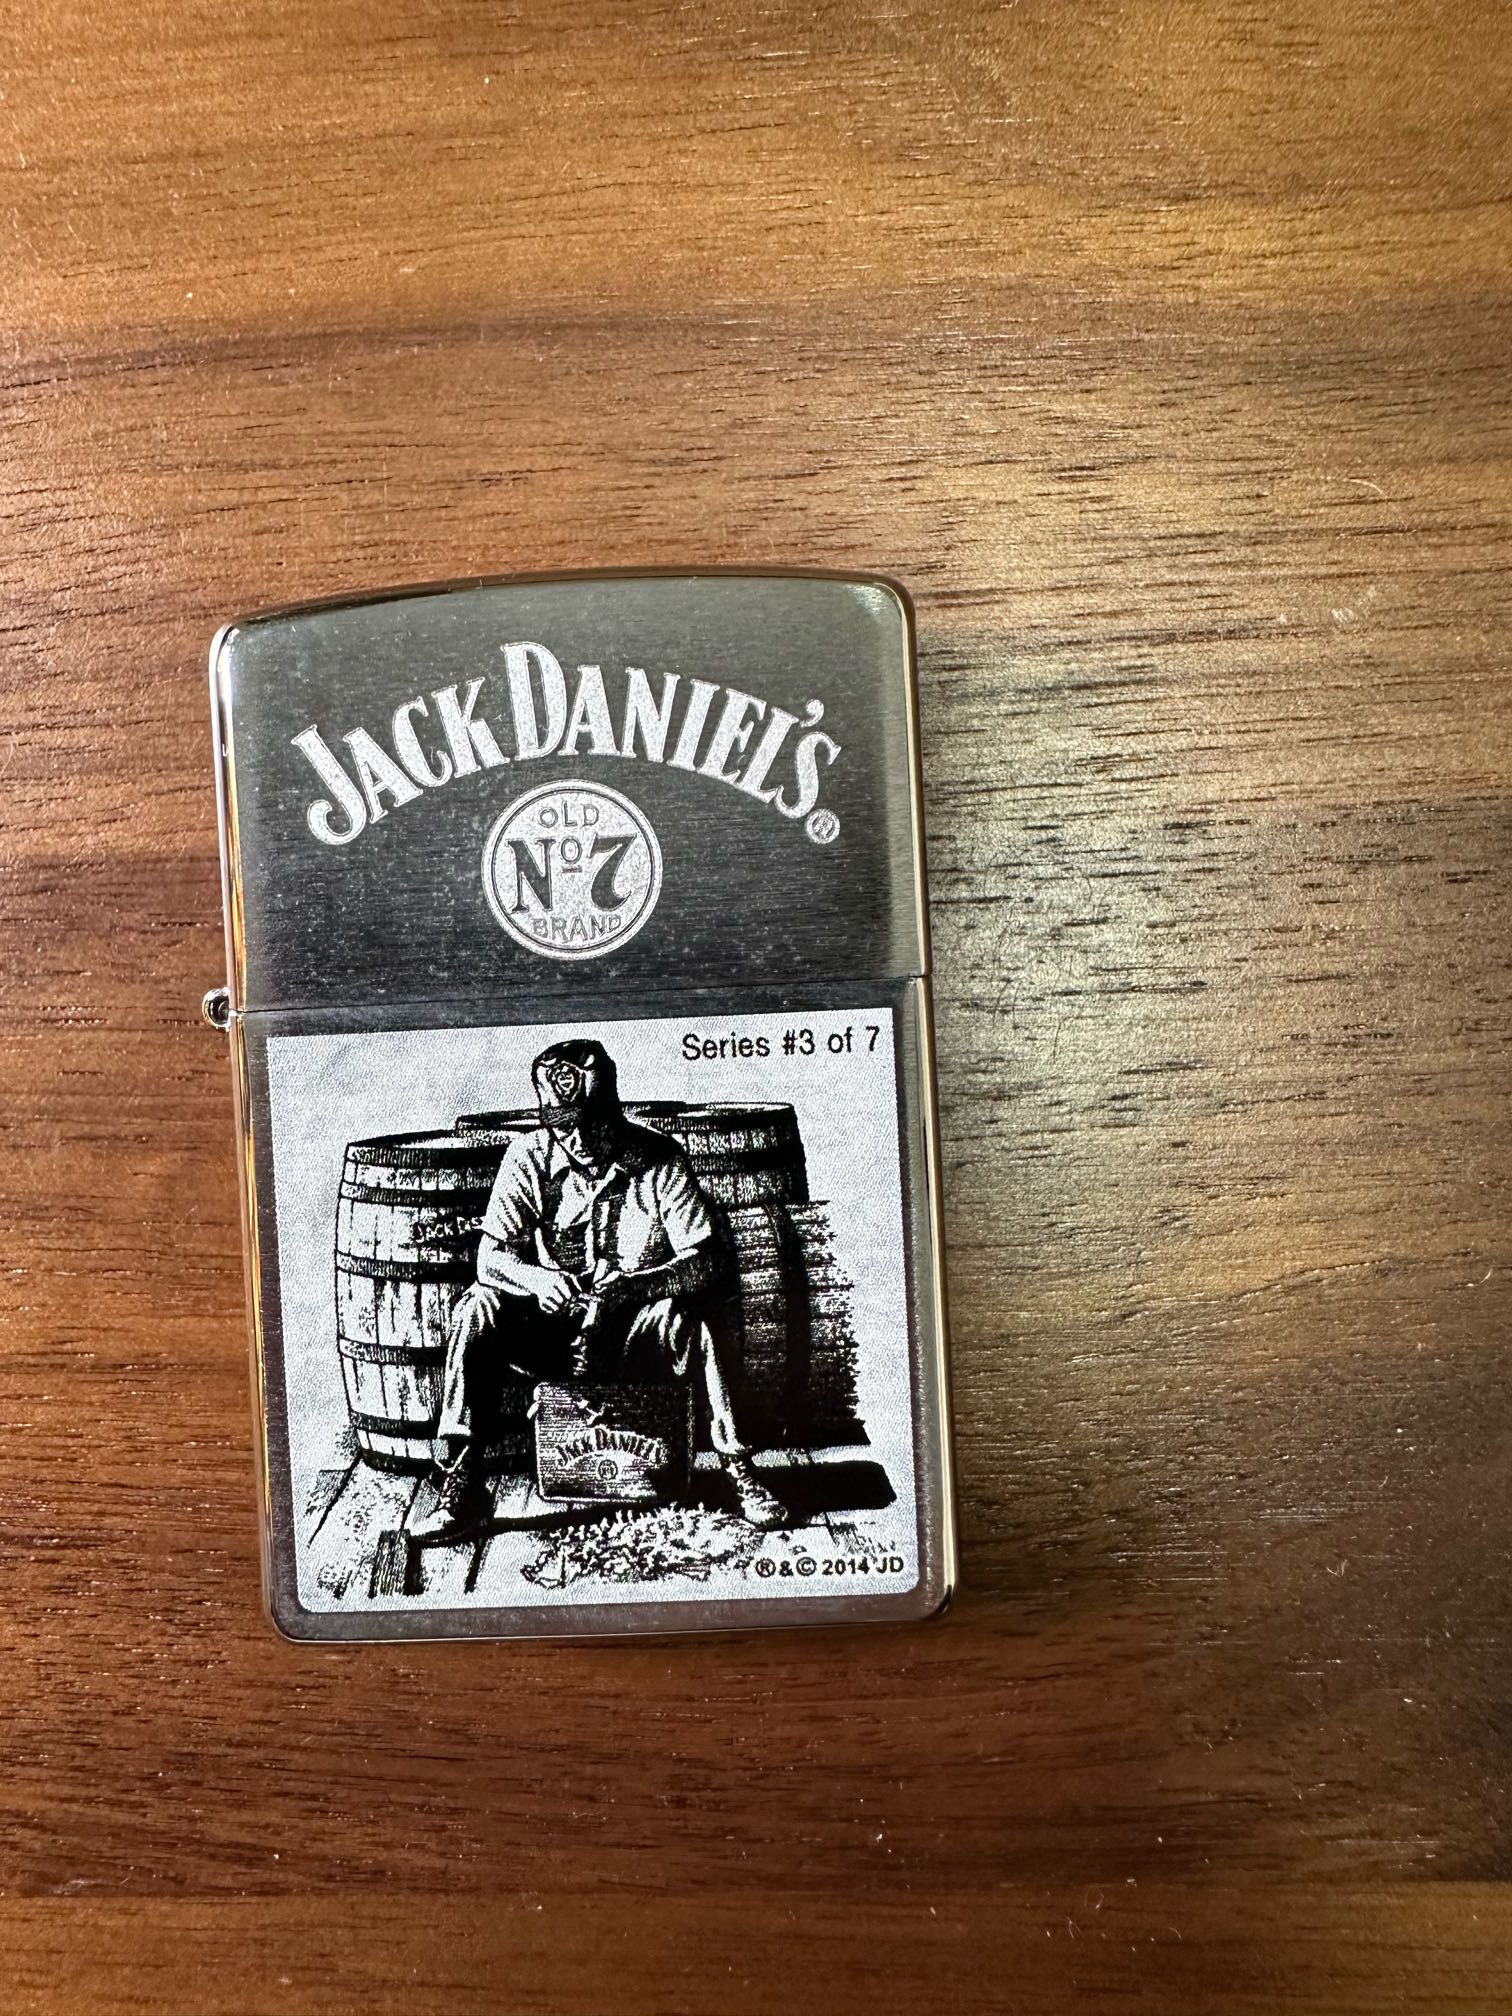 JACK DANIEL'S®
OLD
Nº7
BRAND
Series #3 of 7
JACK DANIEL'S
®&© 2014 JD